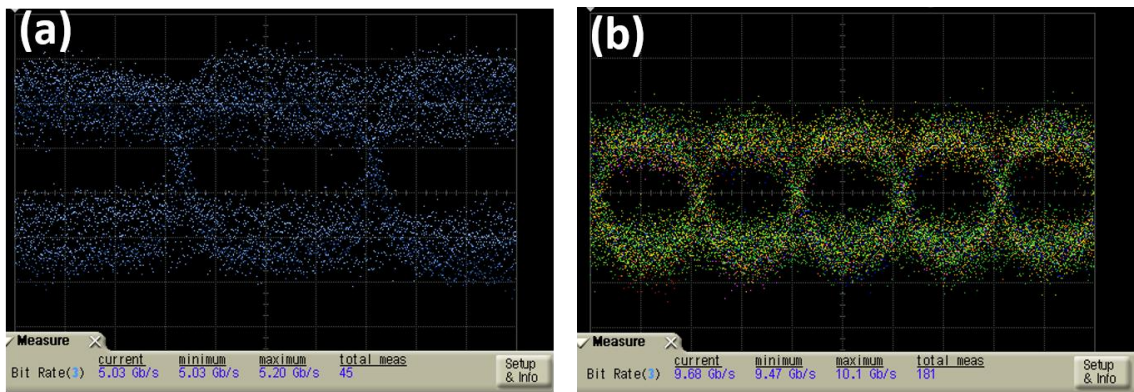 (a)
Measure
current minimum maximum total meas
Bit Rate(3) 5.03 Gb/s 5.03 Gb/s 5.20 Gb/s 45
Setup
& Info
(b)
Measure
current minimum maximum total meas
Bit Rate(3) 9.68 Gb/s 9.47 Gb/s 10.1 Gb/s 181
Setup
& Info